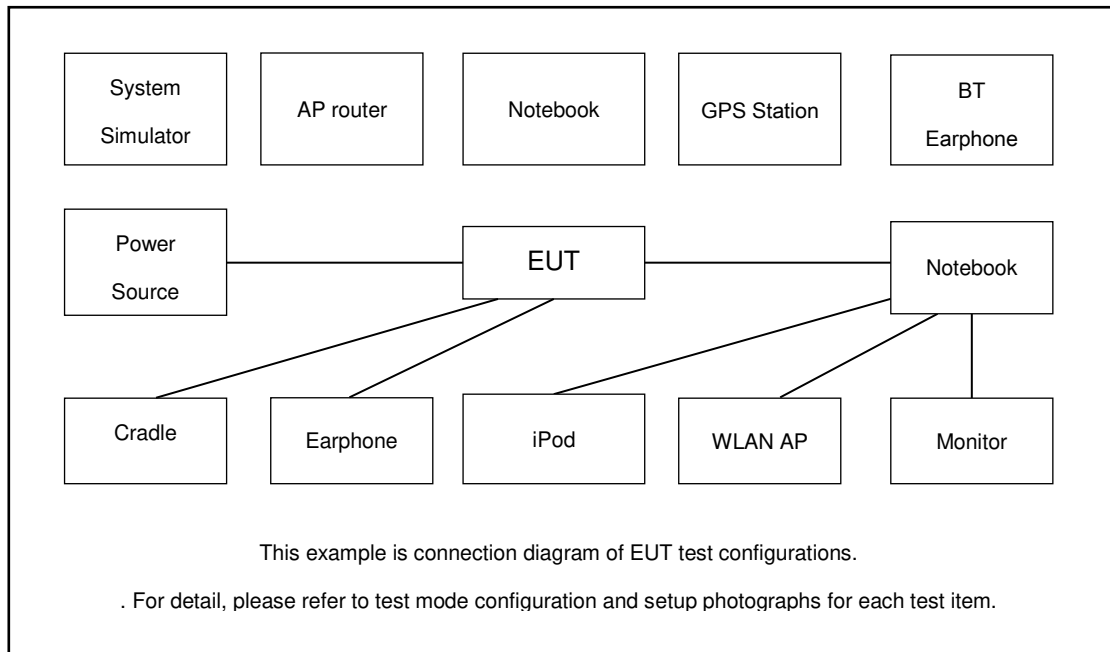 System
Simulator
AP router
Notebook
GPS Station
BT
Earphone
Power
Source
EUT
Notebook
Cradle
Earphone
iPod
WLAN AP
Monitor
This example is connection diagram of EUT test configurations.
. For detail, please refer to test mode configuration and setup photographs for each test item.